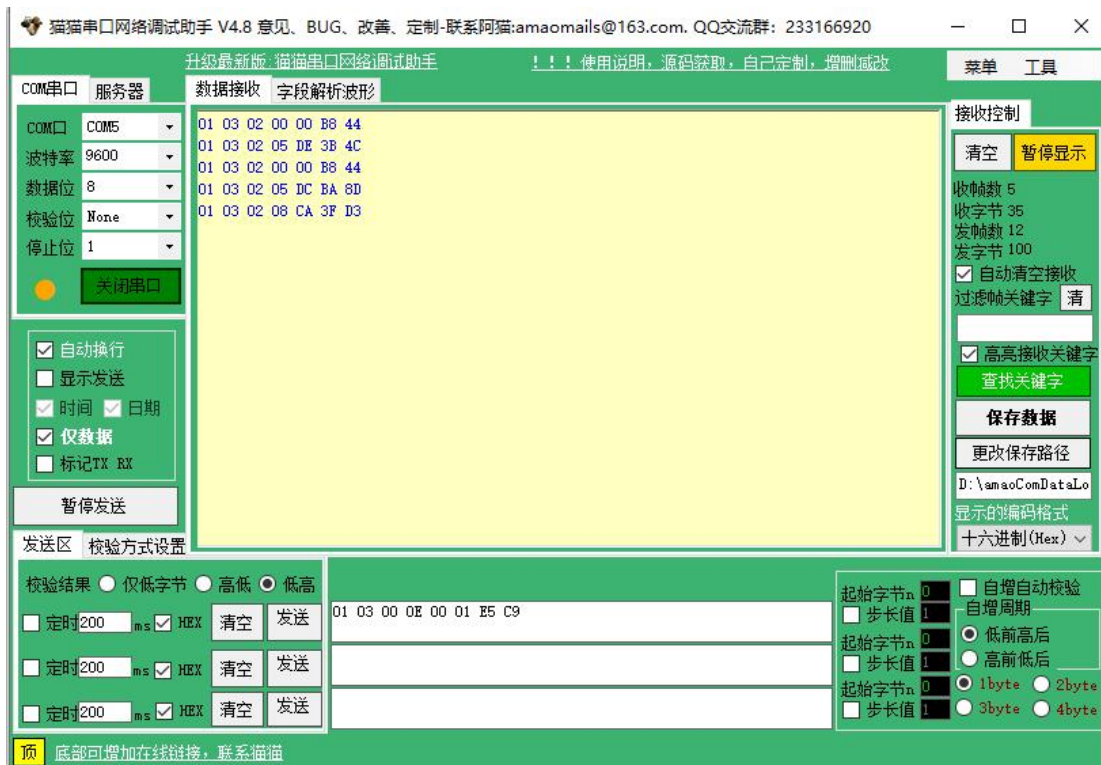 猫猫串口网络调试助手 V4.8 意见、BUG、改善、定制-联系阿猫:amaomails@163.com. QQ交流群：233166920
升级最新版:猫猫串口网络调试助手
！！！使用说明，源码获取，自己定制，增删减改
菜单 工具
COM串口 服务器
数据接收 字段解析波形
接收控制
COM口 COM5
波特率 9600
数据位 8
校验位 None
停止位 1
关闭串口
01 03 02 00 00 B8 44
01 03 02 05 DE 3B 4C
01 03 02 00 00 B8 44
01 03 02 05 DC BA 8D
01 03 02 08 CA 3F D3
清空 暂停显示
收帧数 5
收字节 35
发帧数 12
发字节 100
自动清空接收
过滤帧关键字 清
高亮接收关键字
查找关键字
保存数据
更改保存路径
D:\amaoComDataLo
显示的编码格式
十六进制(Hex)
自动换行
显示发送
时间 日期
仅数据
标记TX RX
暂停发送
发送区 校验方式设置
校验结果 仅低字节 高低 低高
定时 200 ms HEX 清空 发送
01 03 00 0E 00 01 E5 C9
定时 200 ms HEX 清空 发送
定时 200 ms HEX 清空 发送
起始字节n 0
步长值 1
起始字节n 0
步长值 1
起始字节n 0
步长值 1
自增自动校验
自增周期
低前高后
高前低后
1byte 2byte
3byte 4byte
顶 底部可增加在线链接，联系猫猫